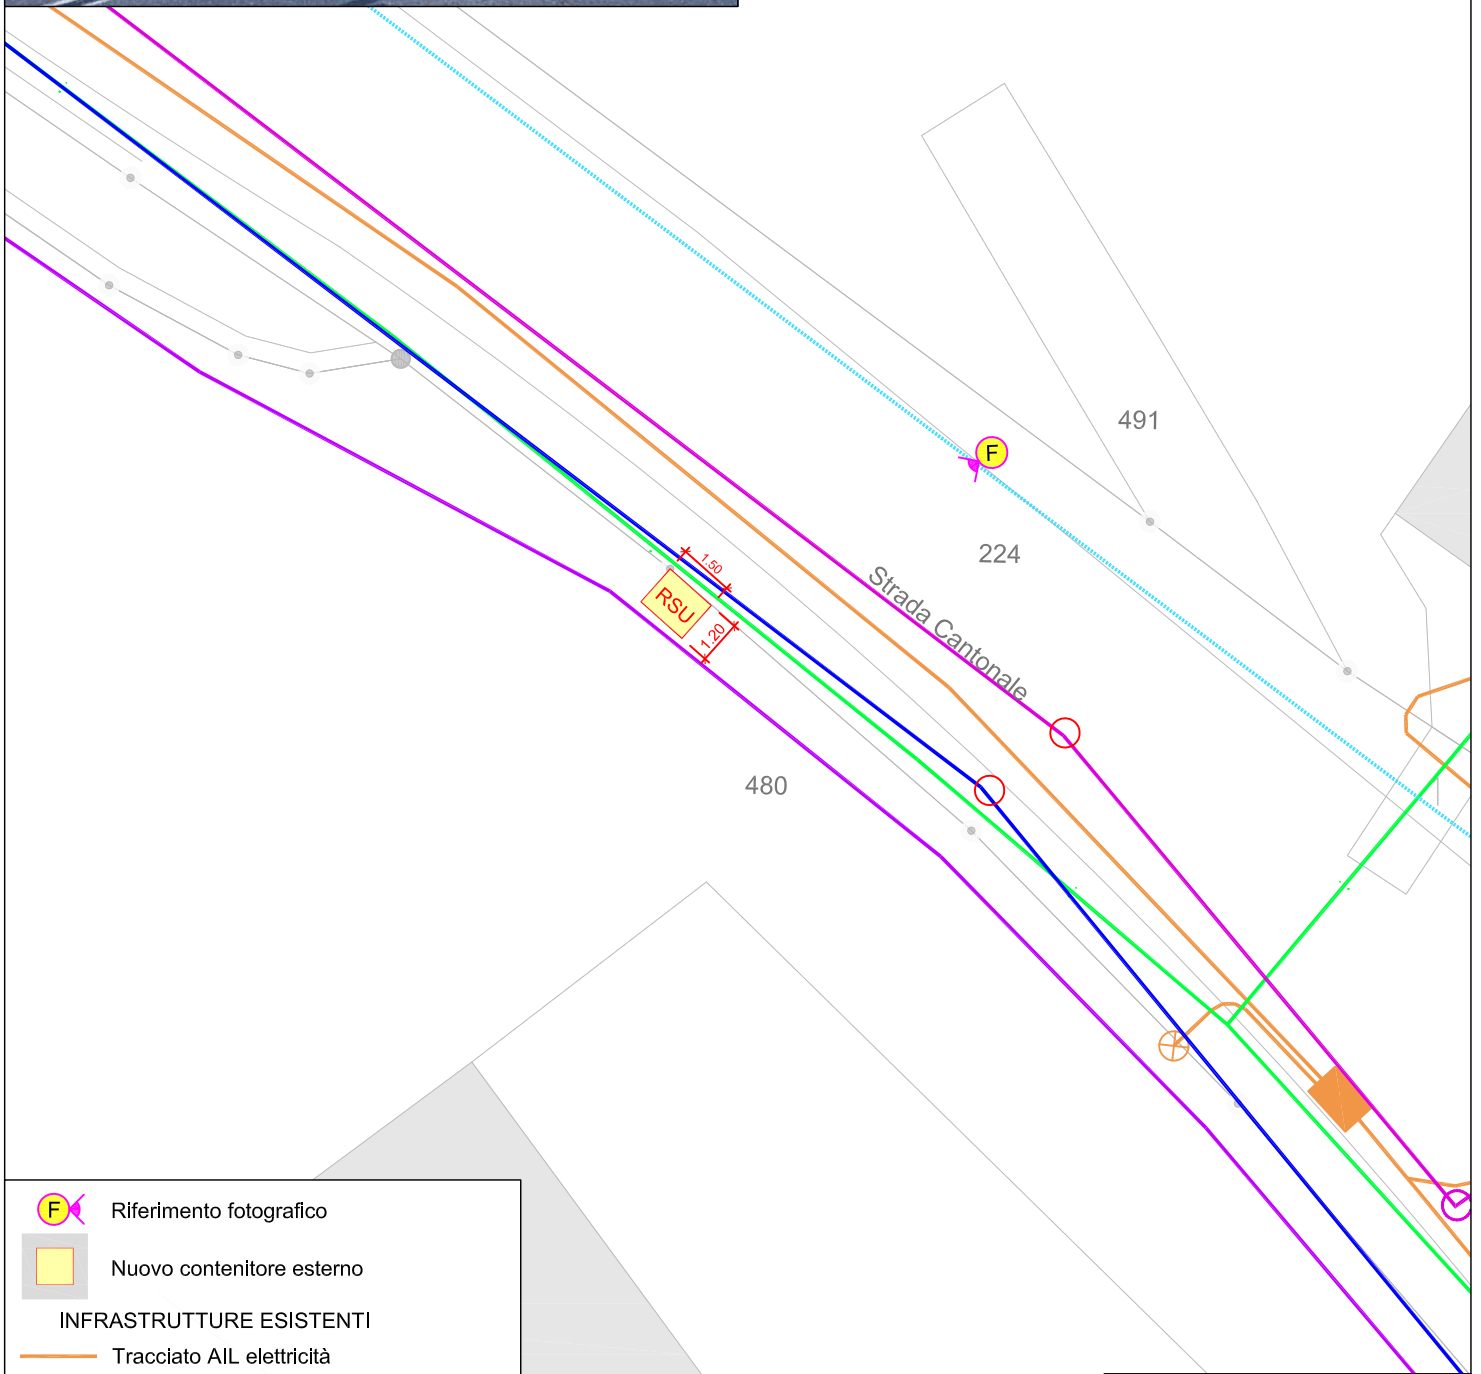 491
F
224
Strada Cantonale
1.50
RSU
1.20
480
F Riferimento fotografico
Nuovo contenitore esterno
INFRASTRUTTURE ESISTENTI
Tracciato AIL elettricità